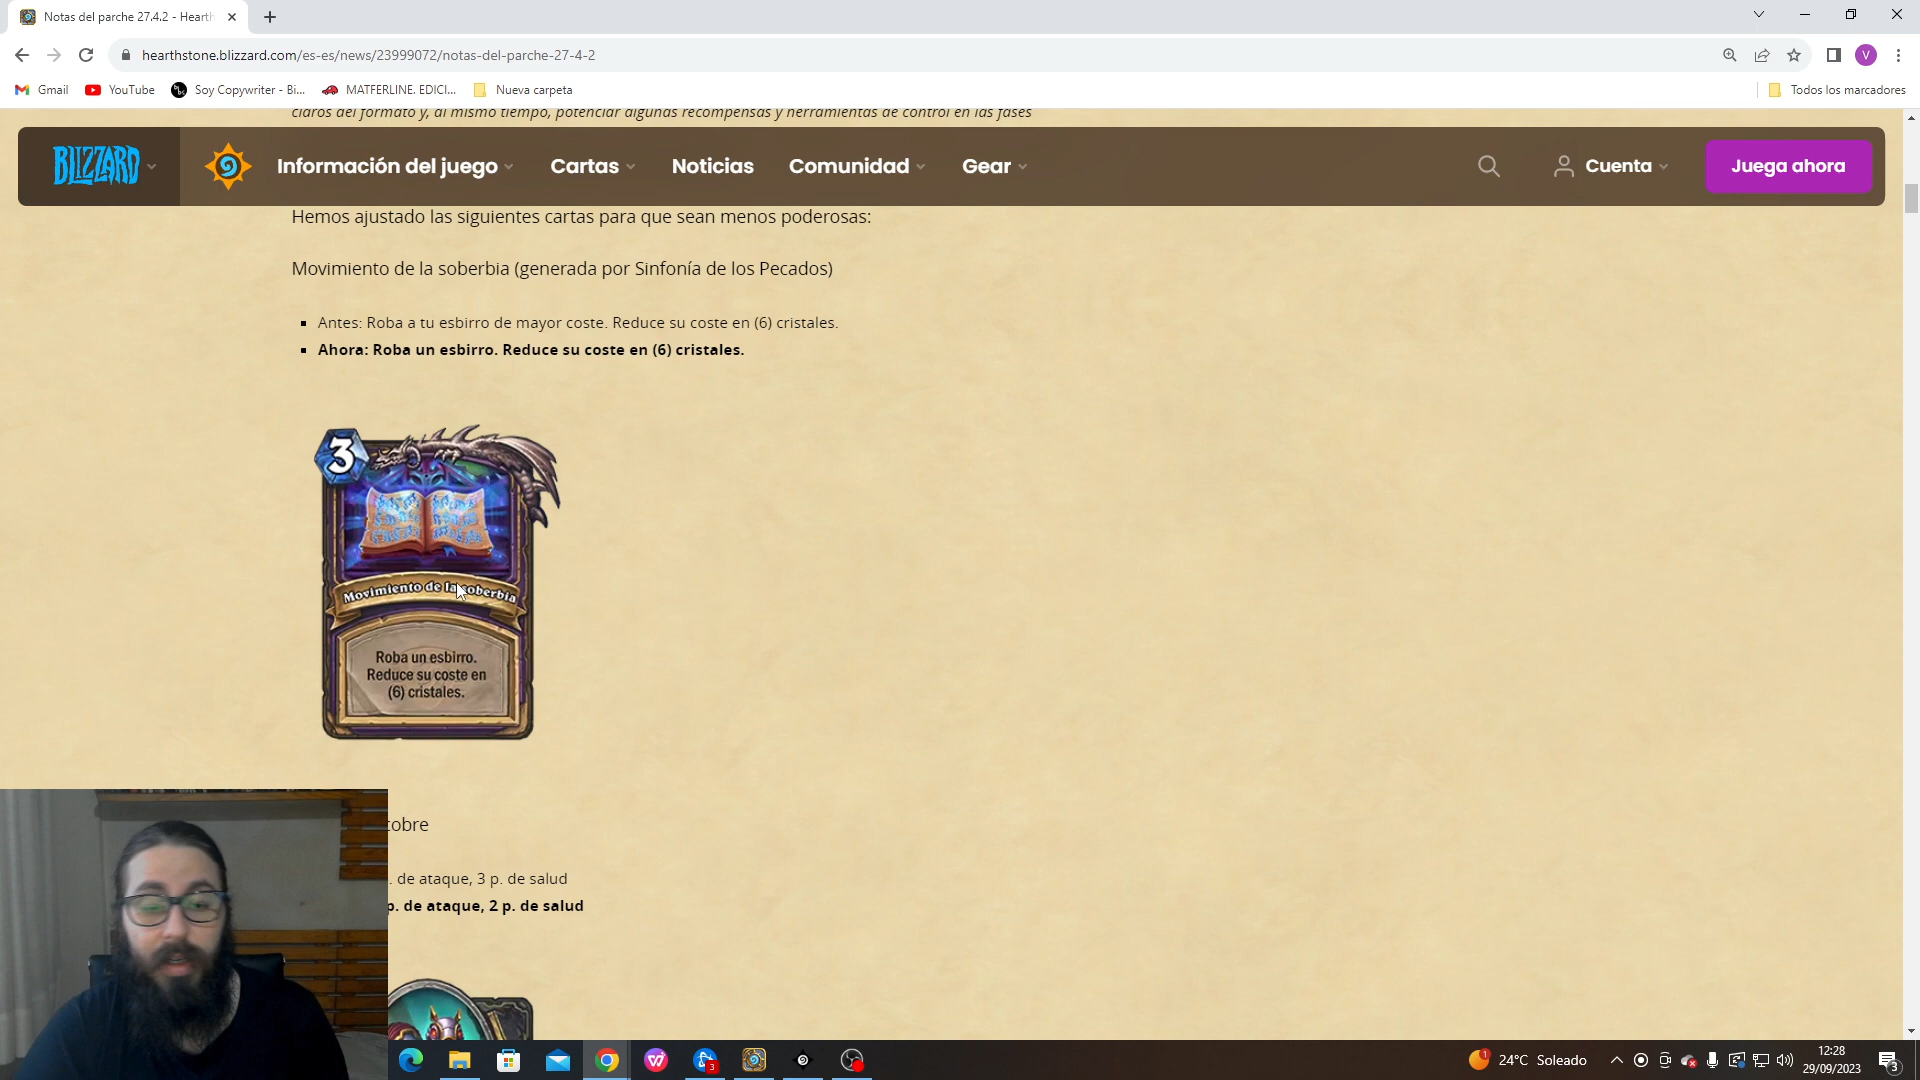 Notas del parche 27.4.2 - Hearth
hearthstone.blizzard.com/es-es/news/23999072/notas-del-parche-27-4-2
V
Gmail
YouTube
Soy Copywriter - Bi...
MATFERLINE. EDICI...
Nueva carpeta
Todos los marcadores
claros del formato y, al mismo tiempo, potenciar algunas recompensas y herramientas de control en las fases
BLIZZARD
Información del juego
Cartas
Noticias
Comunidad
Gear
Cuenta
Juega ahora
Hemos ajustado las siguientes cartas para que sean menos poderosas:
Movimiento de la soberbia (generada por Sinfonía de los Pecados)
Antes: Roba a tu esbirro de mayor coste. Reduce su coste en (6) cristales.
Ahora: Roba un esbirro. Reduce su coste en (6) cristales.
3
Movimiento de la soberbia
Roba un esbirro.
Reduce su coste en
(6) cristales.
cobre
. de ataque, 3 p. de salud
p. de ataque, 2 p. de salud
3
1
24°C Soleado
12:28
29/09/2023
3